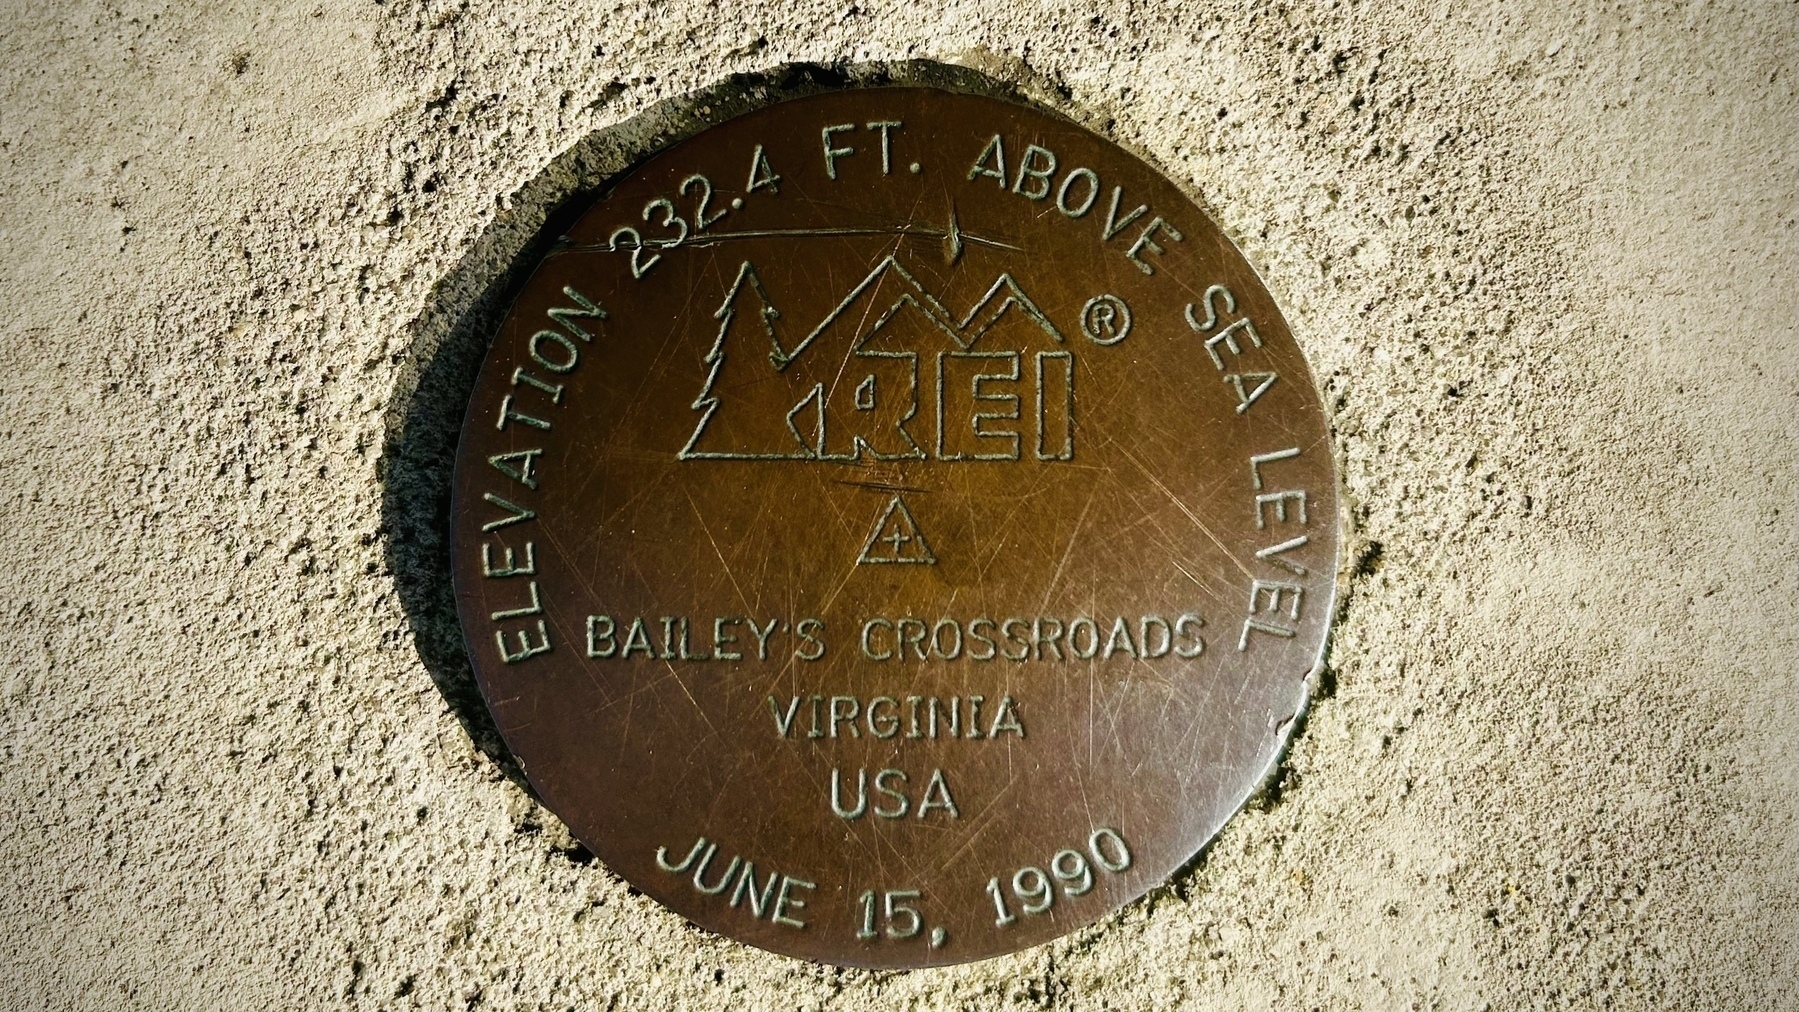 ELEVATION 232.4 FT. ABOVE SEA LEVEL
REI ®
BAILEY'S CROSSROADS
VIRGINIA
USA
JUNE 15, 1990